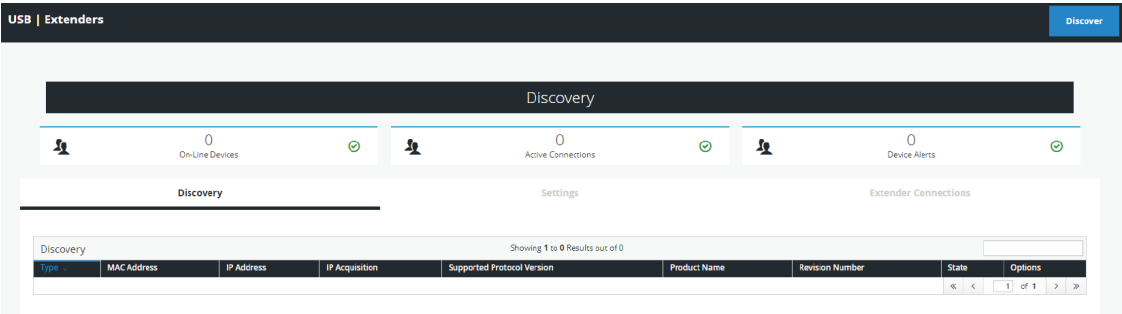 USB | Extenders
Discover
Discovery
0
On-Line Devices
0
Active Connections
0
Device Alerts
Discovery Settings Extender Connections
Discovery Showing 1 to 0 Results out of 0
Type MAC Address IP Address IP Acquisition Supported Protocol Version Product Name Revision Number State Options
« < 1 of 1 > »